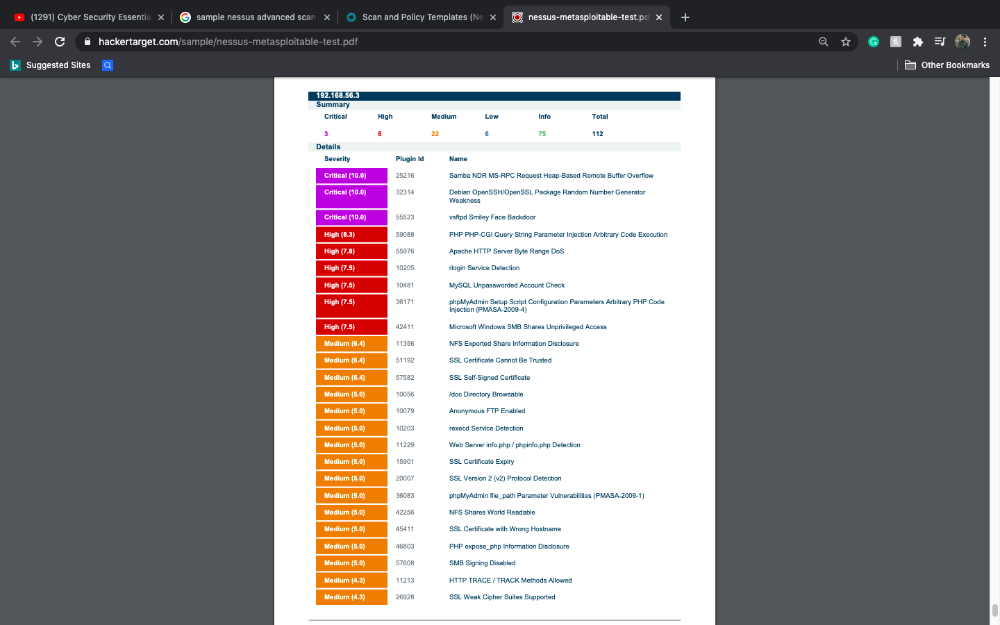 (1291) Cyber Security Essentia
sample nessus advanced scan
Scan and Policy Templates (Ne
nessus-metasploitable-test.pd
hackertarget.com/sample/nessus-metasploitable-test.pdf
Suggested Sites
Other Bookmarks
192.168.56.3
Summary
Critical High Medium Low Info Total
3 6 22 6 75 112
Details
Severity Plugin Id Name
Critical (10.0) 25216 Samba NDR MS-RPC Request Heap-Based Remote Buffer Overflow
Critical (10.0) 32314 Debian OpenSSH/OpenSSL Package Random Number Generator
Weakness
Critical (10.0) 55523 vsftpd Smiley Face Backdoor
High (8.3) 59088 PHP PHP-CGI Query String Parameter Injection Arbitrary Code Execution
High (7.8) 55976 Apache HTTP Server Byte Range DoS
High (7.5) 10205 rlogin Service Detection
High (7.5) 10481 MySQL Unpassworded Account Check
High (7.5) 36171 phpMyAdmin Setup Script Configuration Parameters Arbitrary PHP Code
Injection (PMASA-2009-4)
High (7.5) 42411 Microsoft Windows SMB Shares Unprivileged Access
Medium (6.4) 11356 NFS Exported Share Information Disclosure
Medium (6.4) 51192 SSL Certificate Cannot Be Trusted
Medium (6.4) 57582 SSL Self-Signed Certificate
Medium (5.0) 10056 /doc Directory Browsable
Medium (5.0) 10079 Anonymous FTP Enabled
Medium (5.0) 10203 rexecd Service Detection
Medium (5.0) 11229 Web Server info.php / phpinfo.php Detection
Medium (5.0) 15901 SSL Certificate Expiry
Medium (5.0) 20007 SSL Version 2 (v2) Protocol Detection
Medium (5.0) 36083 phpMyAdmin file_path Parameter Vulnerabilities (PMASA-2009-1)
Medium (5.0) 42256 NFS Shares World Readable
Medium (5.0) 45411 SSL Certificate with Wrong Hostname
Medium (5.0) 46803 PHP expose_php Information Disclosure
Medium (5.0) 57608 SMB Signing Disabled
Medium (4.3) 11213 HTTP TRACE / TRACK Methods Allowed
Medium (4.3) 26928 SSL Weak Cipher Suites Supported